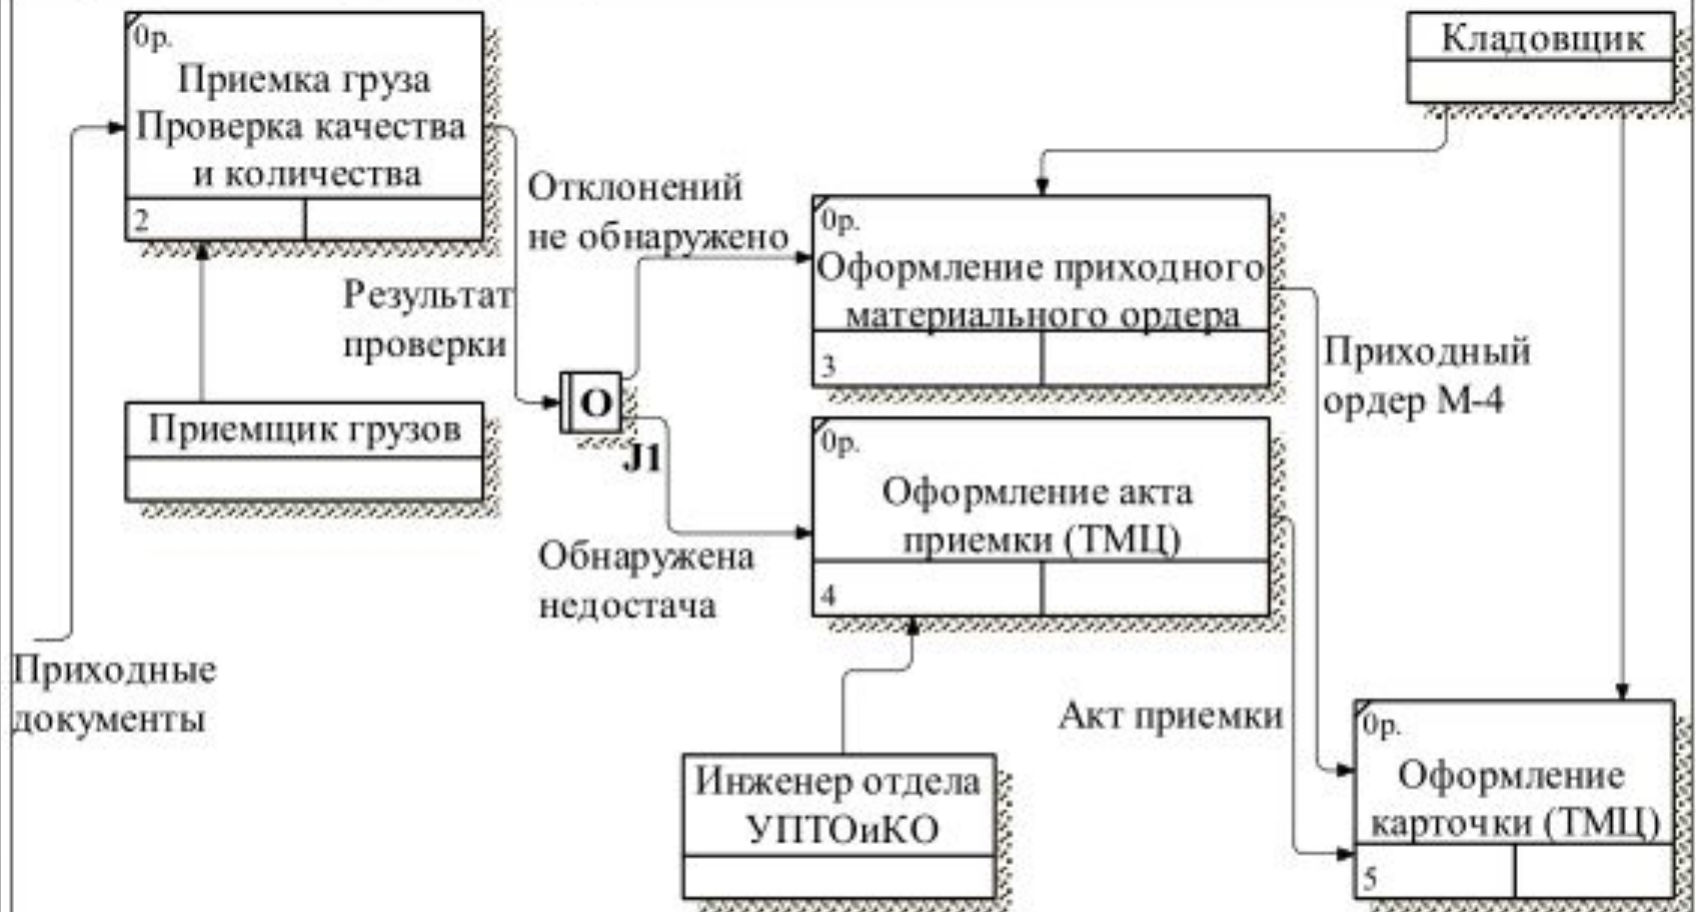 0р.
Приемка груза
Проверка качества
и количества
2
Кладовщик
Отклонений
не обнаружено
0р.
Оформление приходного
материального ордера
3
Результат
проверки
Приходный
ордер М-4
O
J1
Приемщик грузов
0р.
Оформление акта
приемки (ТМЦ)
4
Обнаружена
недостача
Приходные
документы
Акт приемки
0р.
Оформление
карточки (ТМЦ)
5
Инженер отдела
УПТОиКО